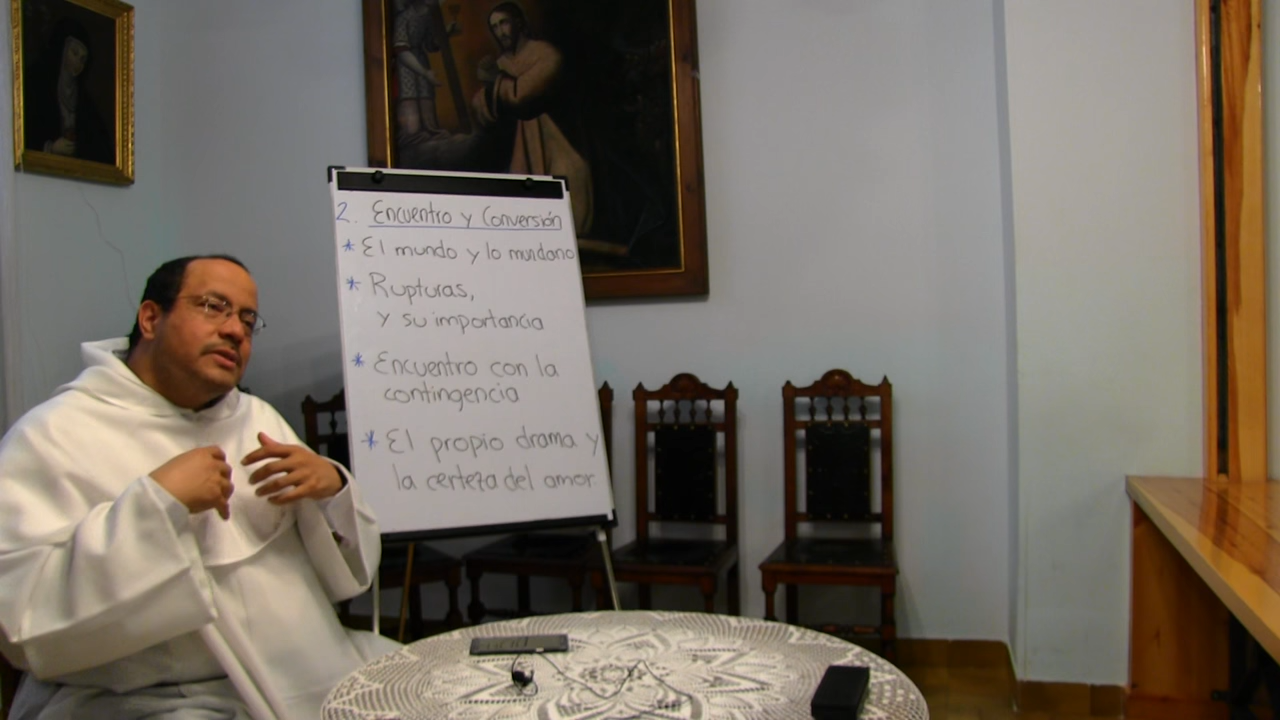 2. Encuentro y Conversión
* El mundo y lo mundano
* Rupturas,
y su importancia
* Encuentro con la
contingencia
* El propio drama y
la certeza del amor.